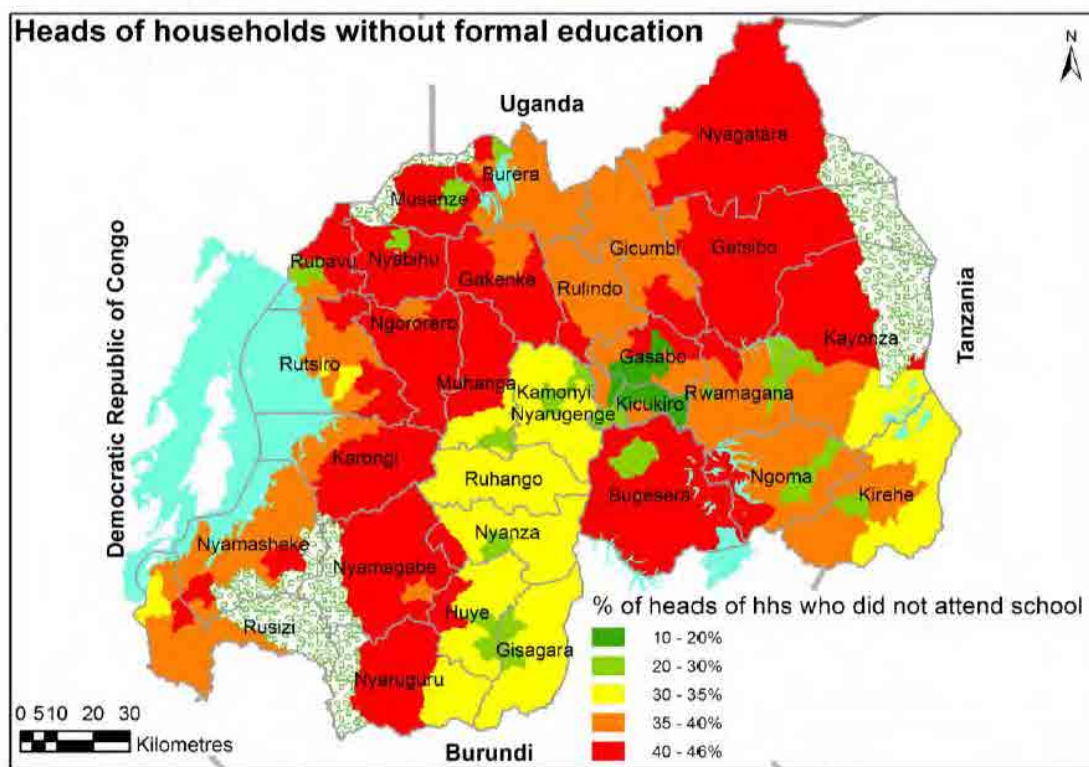 Heads of households without formal education
N
Uganda
Nyagatare
Burera
Musanze
Gicumbi
Gatsibo
Rubavu
Nyabihu
Gakenke
Rulindo
Democratic Republic of Congo
Tanzania
Ngororero
Kayonza
Gasabo
Rutsiro
Muhanga
Kamonyi
Rwamagana
Nyarugenge
Kicukiro
Karongi
Ruhango
Bugesera
Ngoma
Kirehe
Nyanza
Nyamasheke
Nyamagabe
Huye
Rusizi
Gisagara
Nyaruguru
% of heads of hhs who did not attend school
10 - 20%
20 - 30%
30 - 35%
35 - 40%
40 - 46%
0 5 10 20 30
Kilometres
Burundi